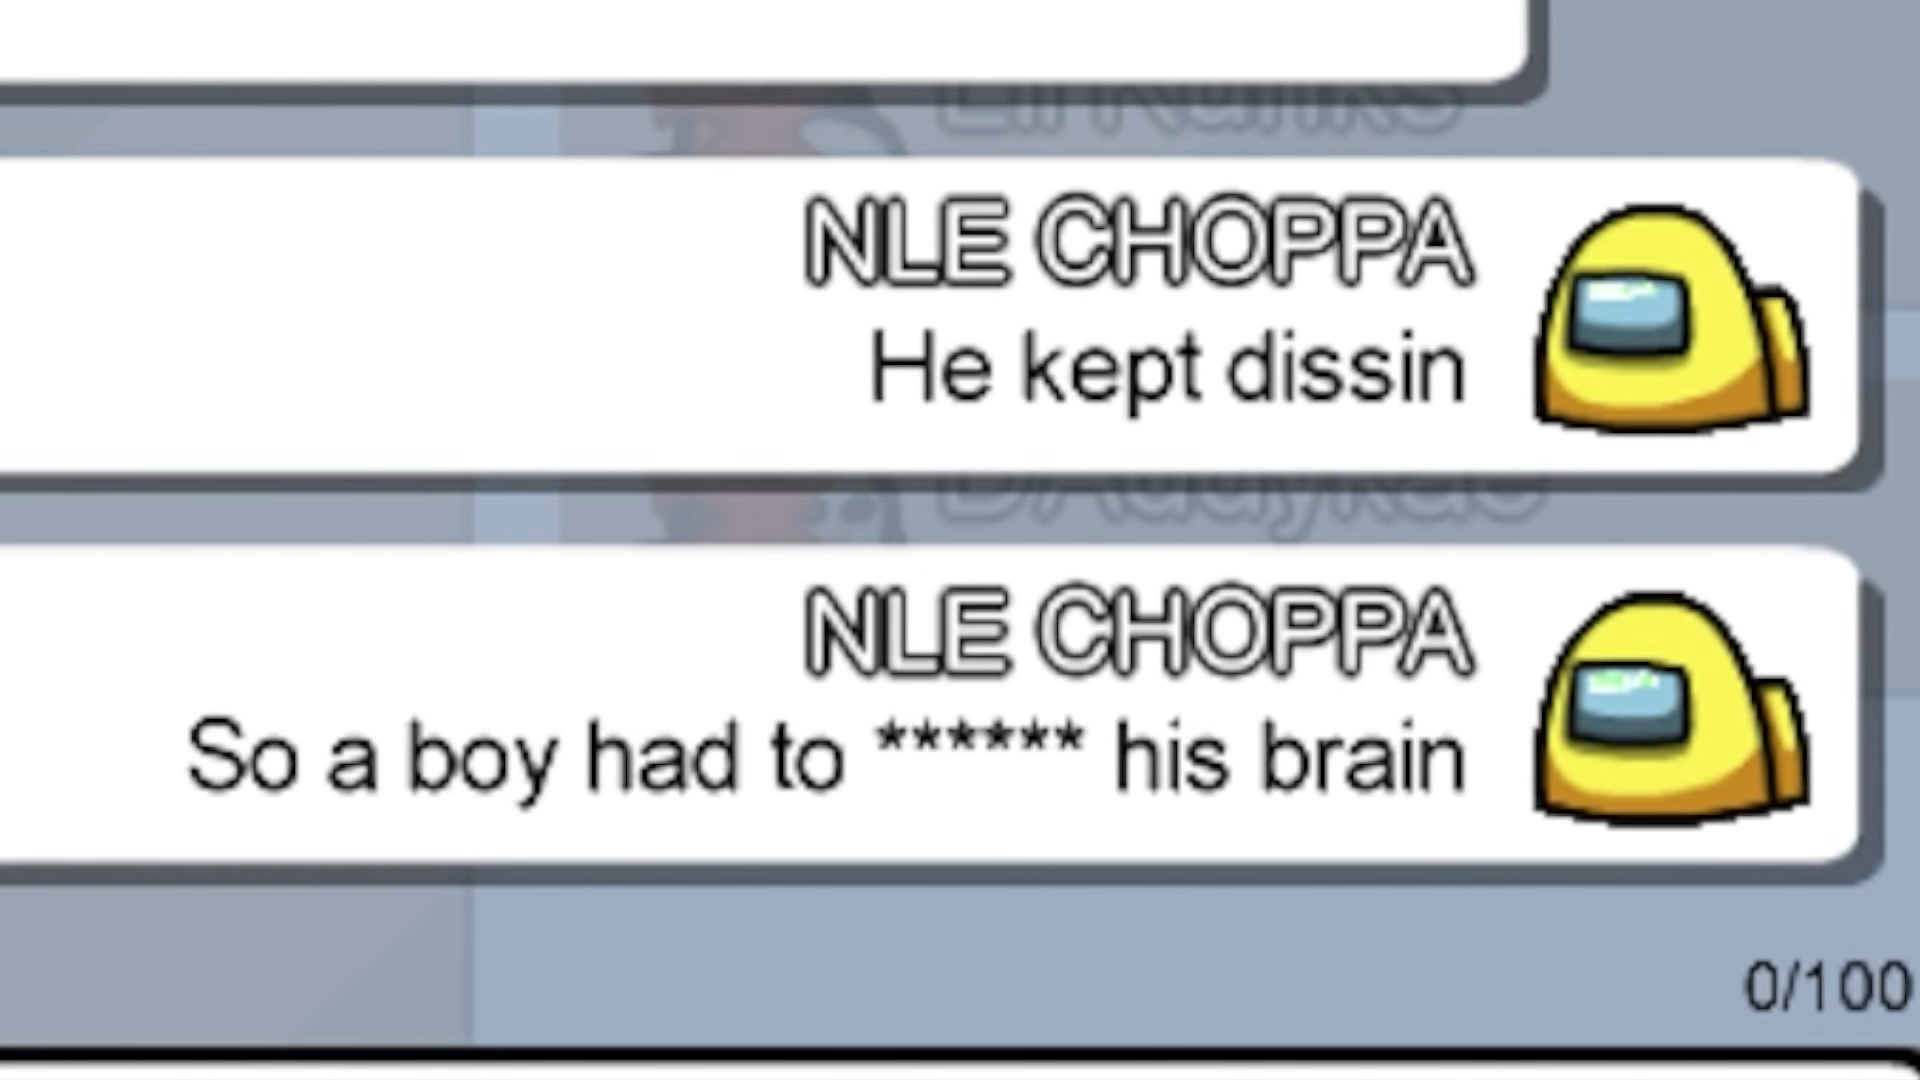 NLE CHOPPA
He kept dissin
NLE CHOPPA
So a boy had to ****** his brain
0/100